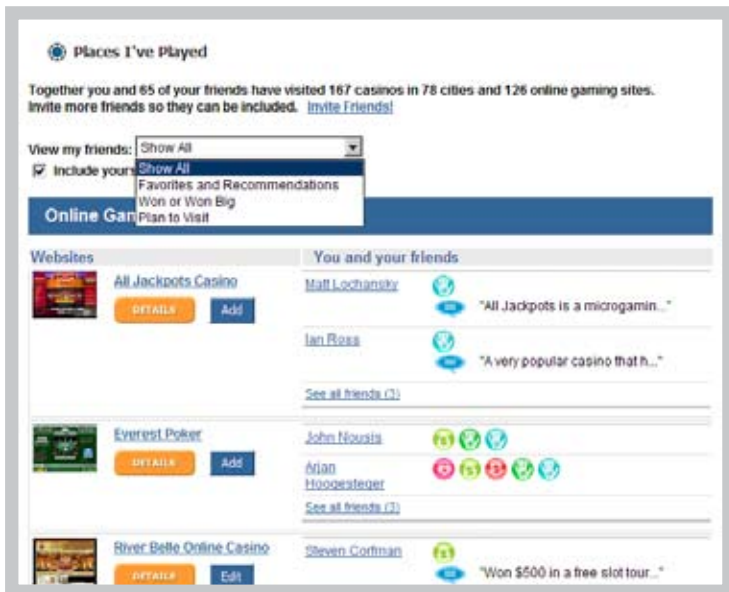 Places I've Played
Together you and 65 of your friends have visited 167 casinos in 78 cities and 126 online gaming sites.
Invite more friends so they can be included. Invite Friends!
View my friends: Show All
Include yours
Show All
Favorites and Recommendations
Won or Won Big
Plan to Visit
Online Gam
Websites You and your friends
All Jackpots Casino
DETAILS Add
Matt Lochansky
"All Jackpots is a microgamin..."
Ian Ross
"A very popular casino that h..."
See all friends (3)
Everest Poker
DETAILS Add
John Nousis
Arjan
Hoogesteger
See all friends (3)
River Belle Online Casino
DETAILS Edit
Steven Corfman
"Won $500 in a free slot tour..."